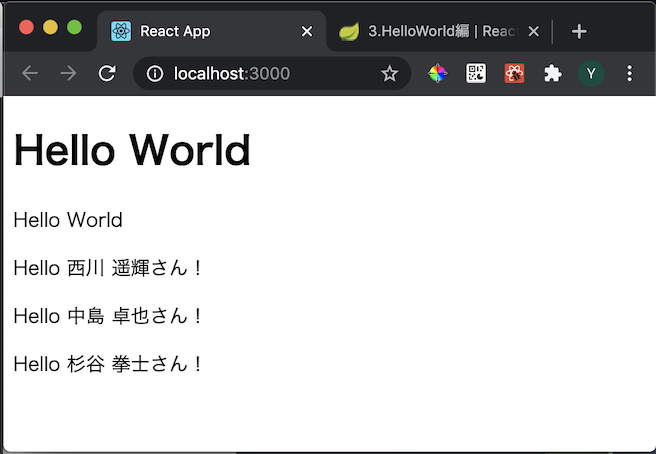 React App
3.HelloWorld編 | Reac
localhost:3000
Y
Hello World
Hello World
Hello 西川 遥輝さん！
Hello 中島 卓也さん！
Hello 杉谷 拳士さん！